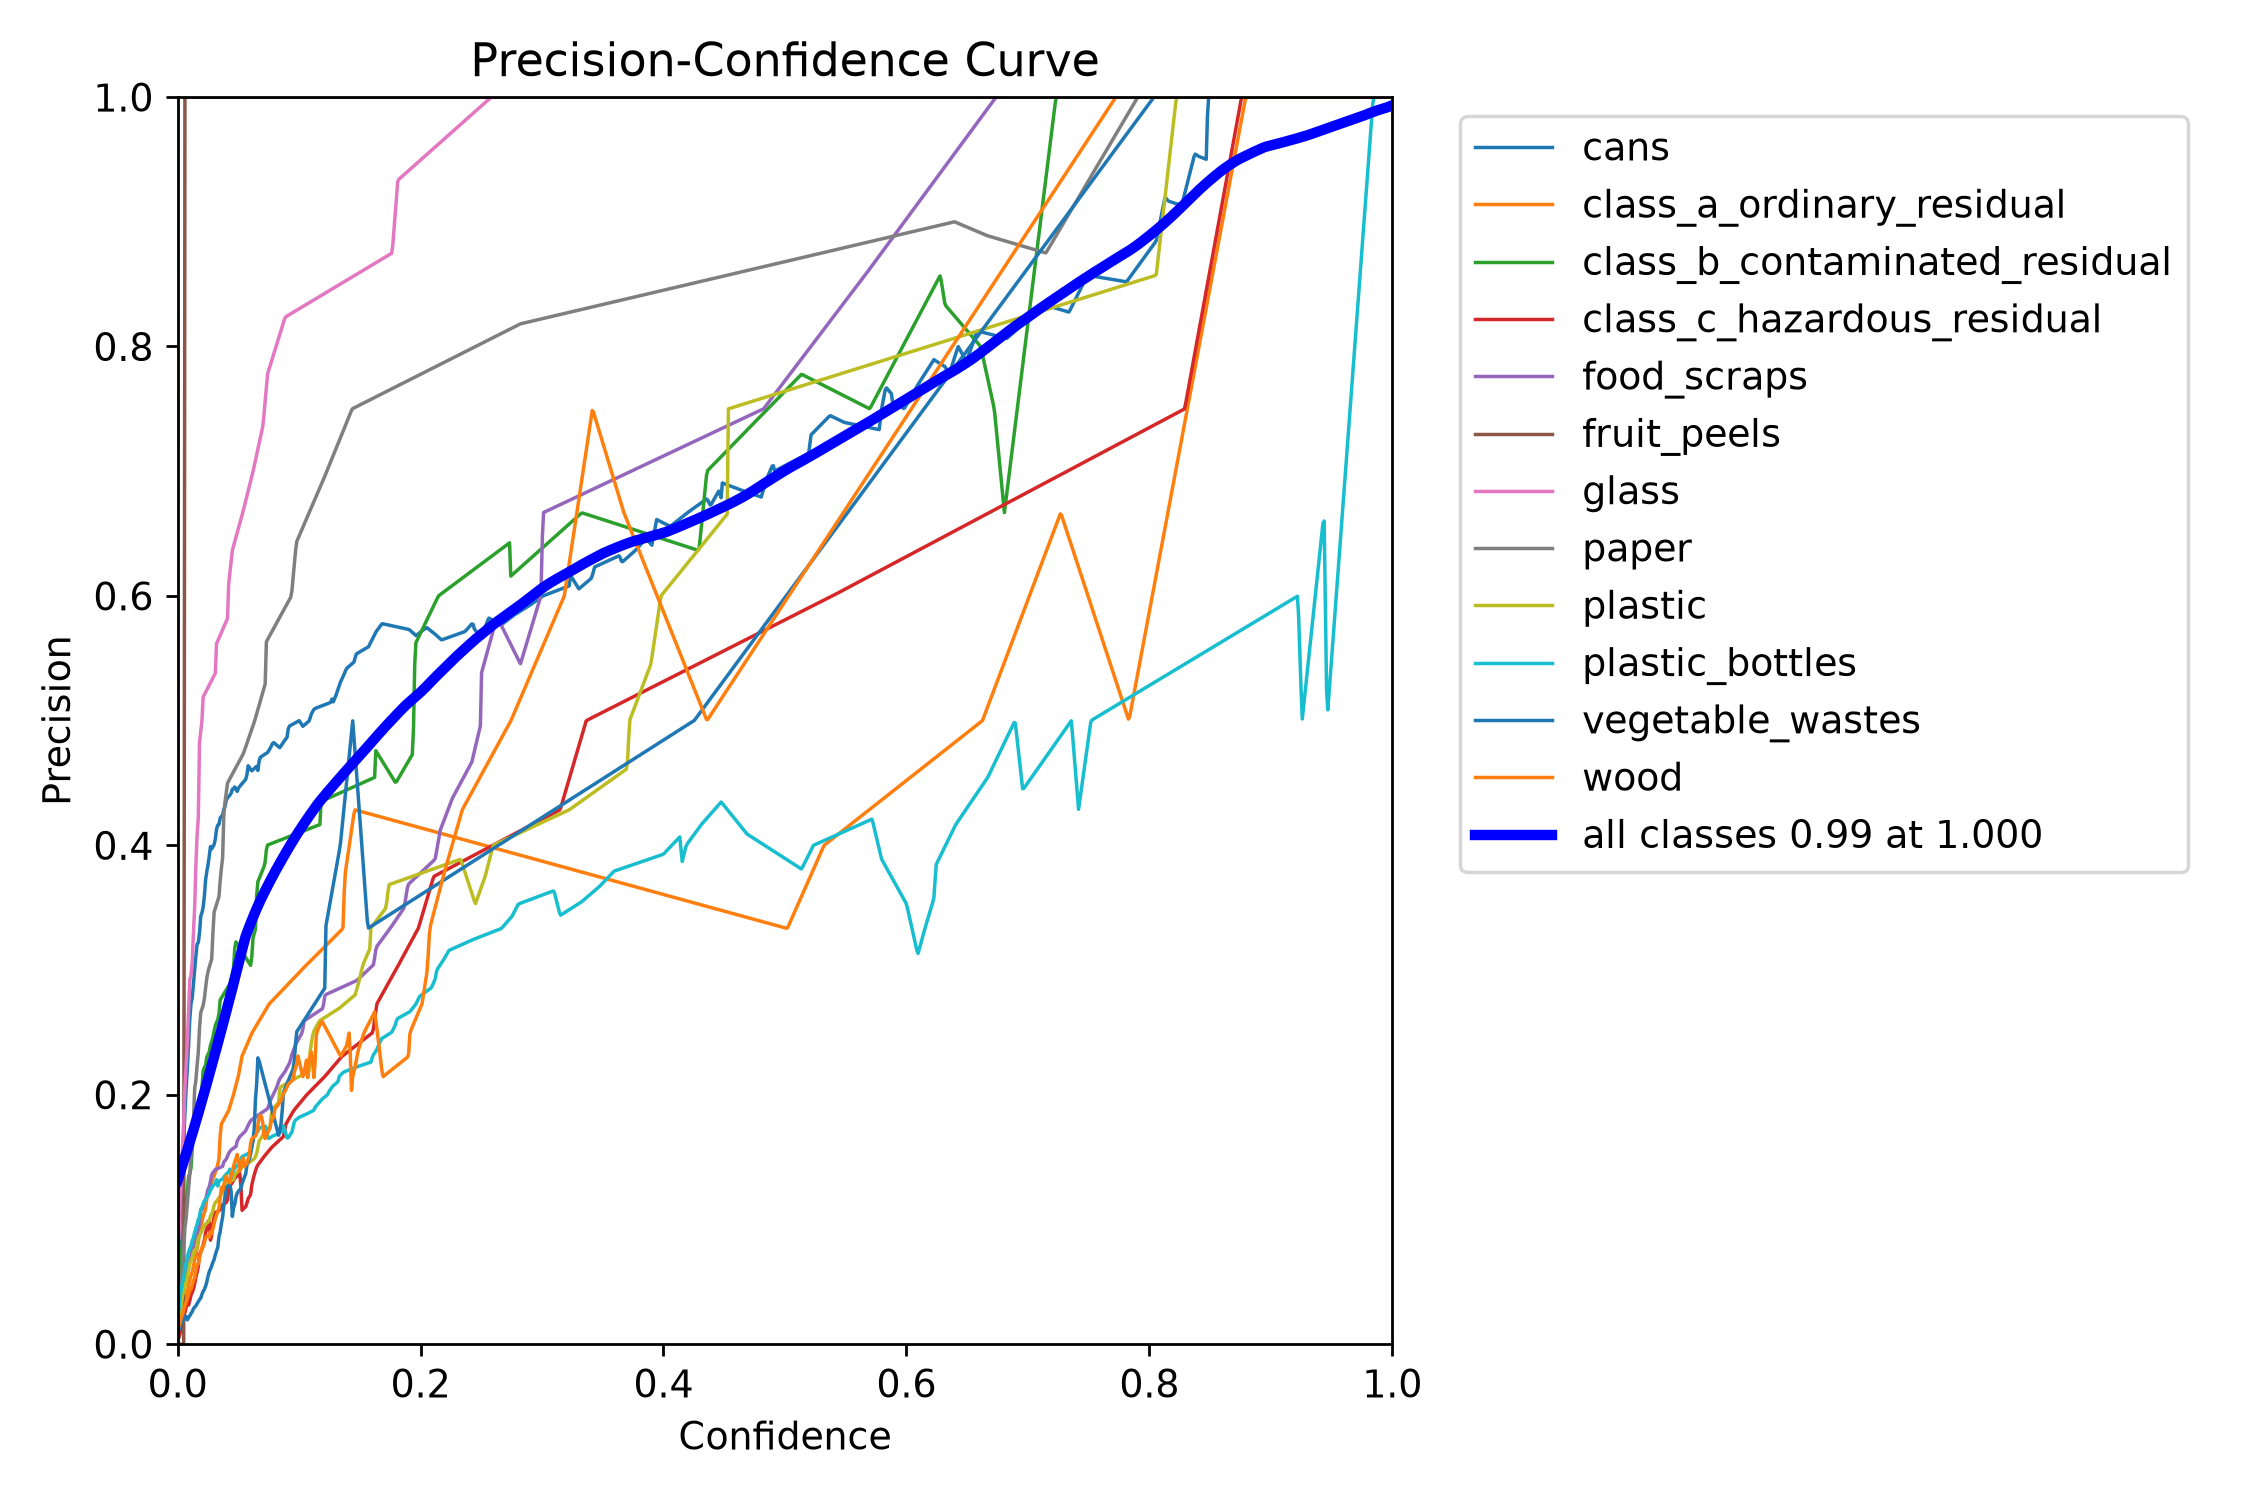 Precision-Confidence Curve
1.0
0.8
0.6
0.4
0.2
0.0
Precision
0.0 0.2 0.4 0.6 0.8 1.0
Confidence
cans
class_a_ordinary_residual
class_b_contaminated_residual
class_c_hazardous_residual
food_scraps
fruit_peels
glass
paper
plastic
plastic_bottles
vegetable_wastes
wood
all classes 0.99 at 1.000